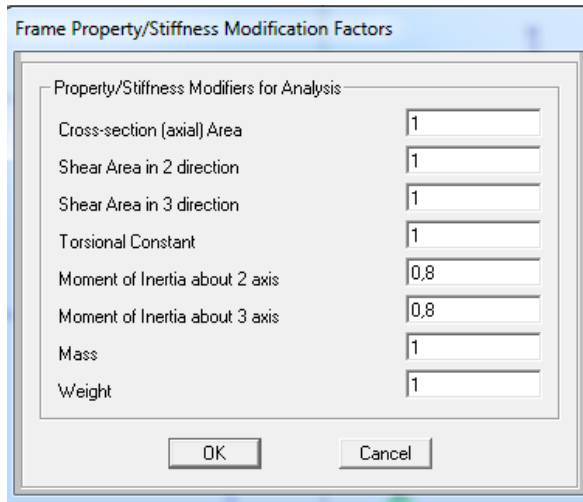 Frame Property/Stiffness Modification Factors
Property/Stiffness Modifiers for Analysis
Cross-section (axial) Area 1
Shear Area in 2 direction 1
Shear Area in 3 direction 1
Torsional Constant 1
Moment of Inertia about 2 axis 0,8
Moment of Inertia about 3 axis 0,8
Mass 1
Weight 1
OK Cancel